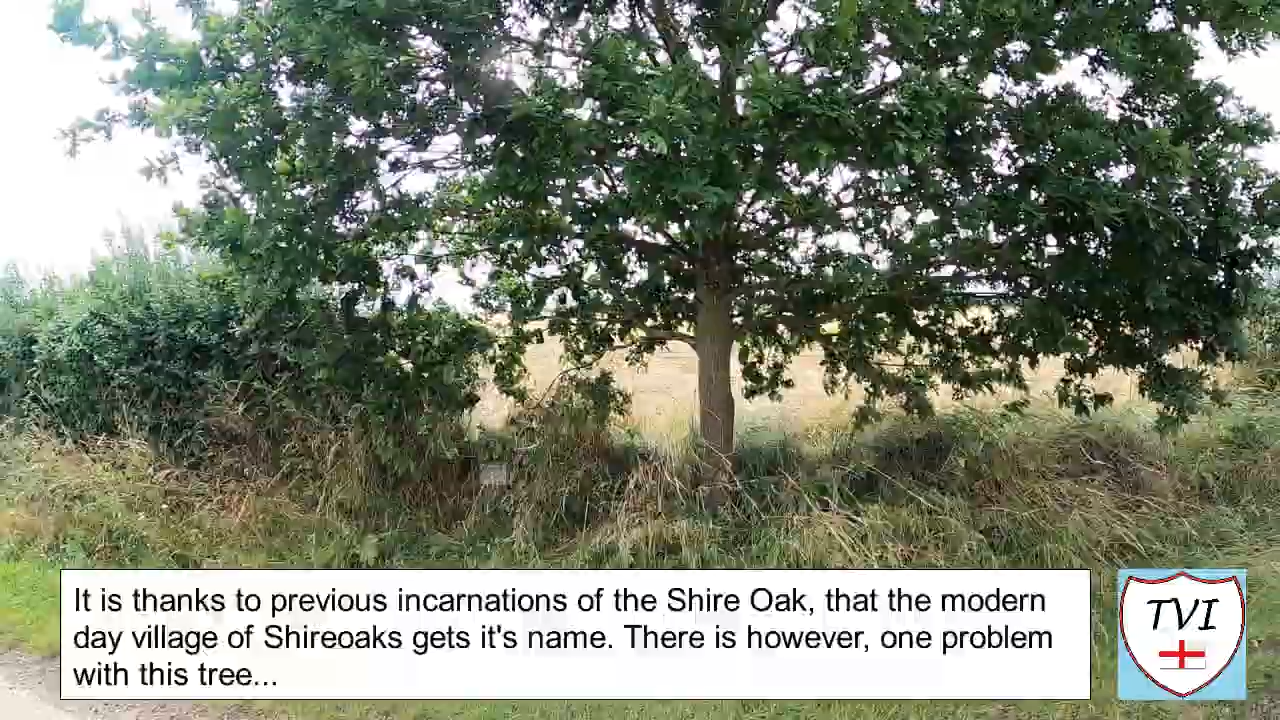 It is thanks to previous incarnations of the Shire Oak, that the modern
day village of Shireoaks gets it's name. There is however, one problem
with this tree...
TVI